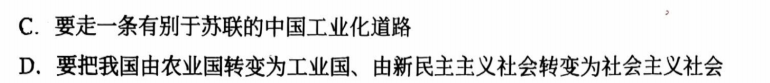 C. 要走一条有别于苏联的中国工业化道路
D. 要把我国由农业国转变为工业国、由新民主主义社会转变为社会主义社会